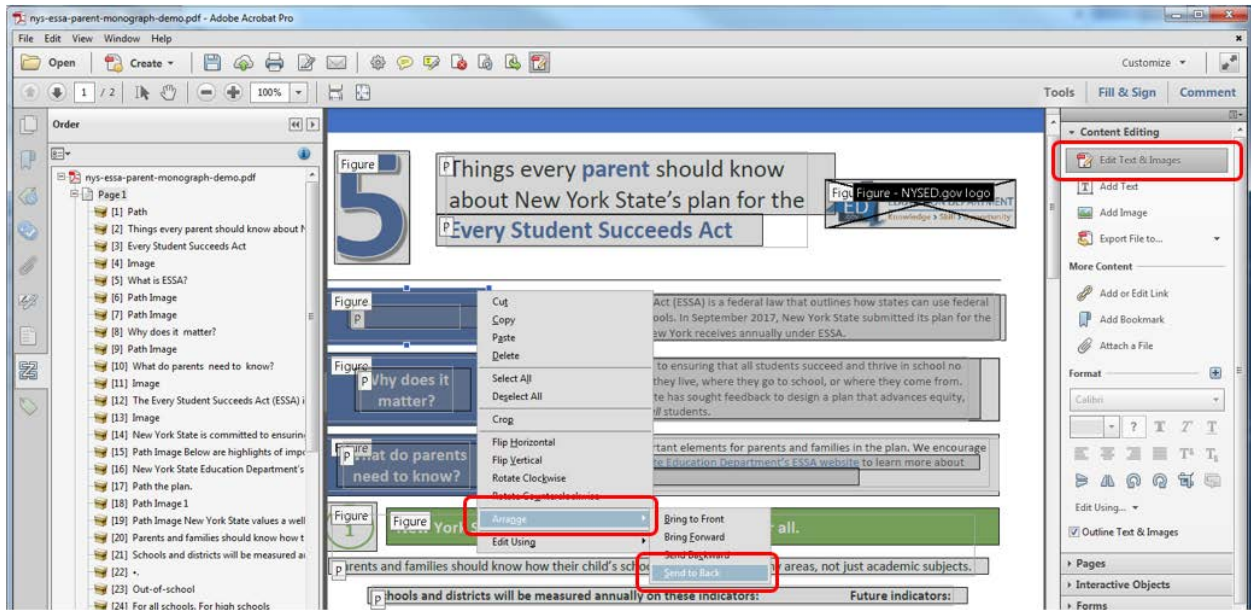 nys-essa-parent-monograph-demo.pdf - Adobe Acrobat Pro
File Edit View Window Help
Open Create Customize
1 / 2 100% Tools Fill & Sign Comment
Order
nys-essa-parent-monograph-demo.pdf
Page 1
[1] Path
[2] Things every parent should know about N
[3] Every Student Succeeds Act
[4] Image
[5] What is ESSA?
[6] Path Image
[7] Path Image
[8] Why does it matter?
[9] Path Image
[10] What do parents need to know?
[11] Image
[12] The Every Student Succeeds Act (ESSA) i
[13] Image
[14] New York State is committed to ensurin
[15] Path Image Below are highlights of impo
[16] New York State Education Department's
[17] Path the plan.
[18] Path Image 1
[19] Path Image New York State values a well
[20] Parents and families should know how t
[21] Schools and districts will be measured a
[22] •.
[23] Out-of-school
[24] For all schools. For high schools
Figure
5
P
Things every parent should know
about New York State's plan for the
P
Every Student Succeeds Act
Figure - NYSED.gov logo
ED
EDUCATION DEPARTMENT
Knowledge > Skill > Opportunity
Figure
P
Act (ESSA) is a federal law that outlines how states can use federal
ools. In September 2017, New York State submitted its plan for the
ew York receives annually under ESSA.
Figure
P
Why does it
matter?
to ensuring that all students succeed and thrive in school no
they live, where they go to school, or where they come from.
te has sought feedback to design a plan that advances equity,
ll students.
Figure
P
What do parents
need to know?
rtant elements for parents and families in the plan. We encourage
te Education Department's ESSA website to learn more about
Figure
1
Figure
New York S
r all.
P
arents and families should know how their child's scho
y areas, not just academic subjects.
P
chools and districts will be measured annually on these indicators: Future indicators:
Cut
Copy
Paste
Delete
Select All
Deselect All
Crop
Flip Horizontal
Flip Vertical
Rotate Clockwise
Rotate Counterclockwise
Arrange
Edit Using
Bring to Front
Bring Forward
Send Backward
Send to Back
Content Editing
Edit Text & Images
Add Text
Add Image
Export File to...
More Content
Add or Edit Link
Add Bookmark
Attach a File
Format
Calibri
? T T T
T T
Edit Using...
Outline Text & Images
Pages
Interactive Objects
Forms